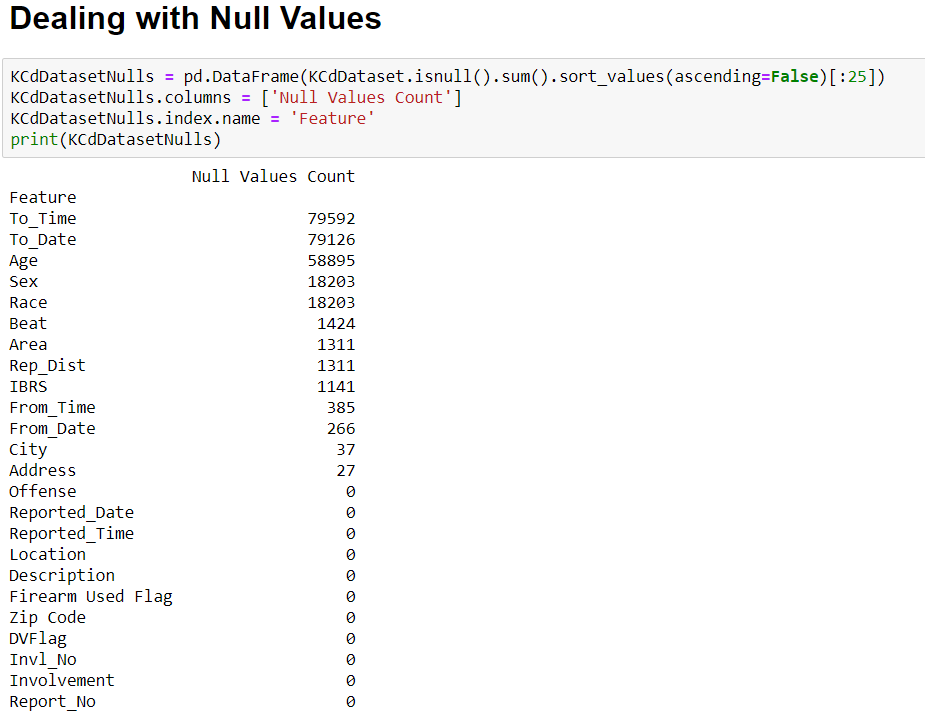 Dealing with Null Values
KCdDatasetNulls = pd.DataFrame(KCdDataset.isnull().sum().sort_values(ascending=False)[:25])
KCdDatasetNulls.columns = ['Null Values Count']
KCdDatasetNulls.index.name = 'Feature'
print(KCdDatasetNulls)
Null Values Count
Feature
To_Time 79592
To_Date 79126
Age 58895
Sex 18203
Race 18203
Beat 1424
Area 1311
Rep_Dist 1311
IBRS 1141
From_Time 385
From_Date 266
City 37
Address 27
Offense 0
Reported_Date 0
Reported_Time 0
Location 0
Description 0
Firearm Used Flag 0
Zip Code 0
DVFlag 0
Invl_No 0
Involvement 0
Report_No 0